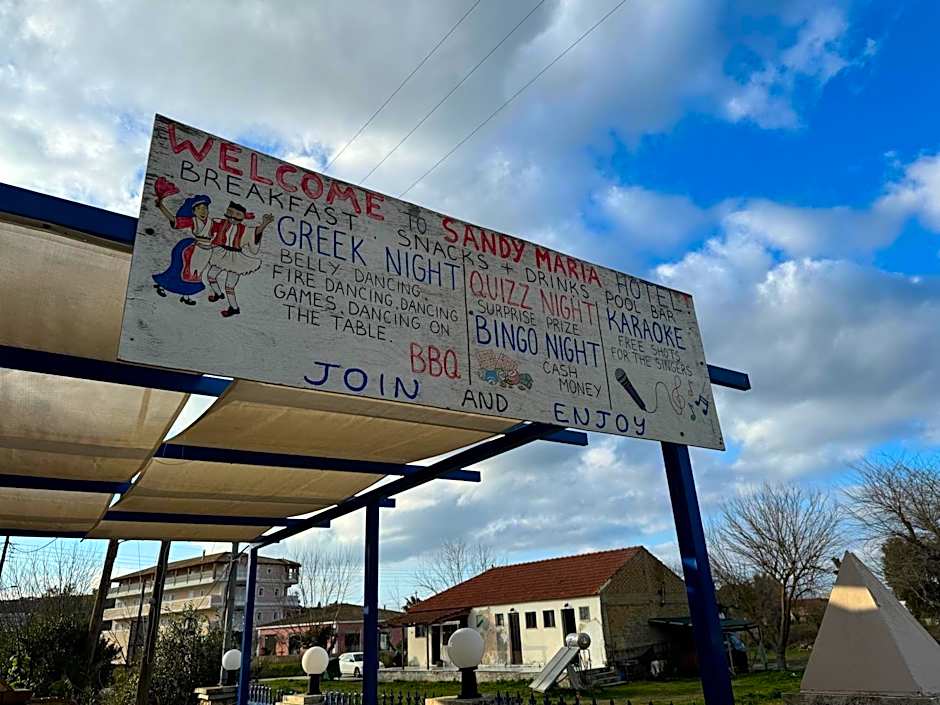 WELCOME TO SANDY MARIA HOTEL
BREAKFAST SNACKS + DRINKS POOL BAR
GREEK NIGHT
BELLY DANCING
FIRE DANCING, DANCING
GAMES, DANCING ON
THE TABLE.
BBQ
QUIZZ NIGHT
SURPRISE PRIZE
BINGO NIGHT
CASH
MONEY
KARAOKE
FREE SHOTS
FOR THE SINGERS
JOIN AND ENJOY